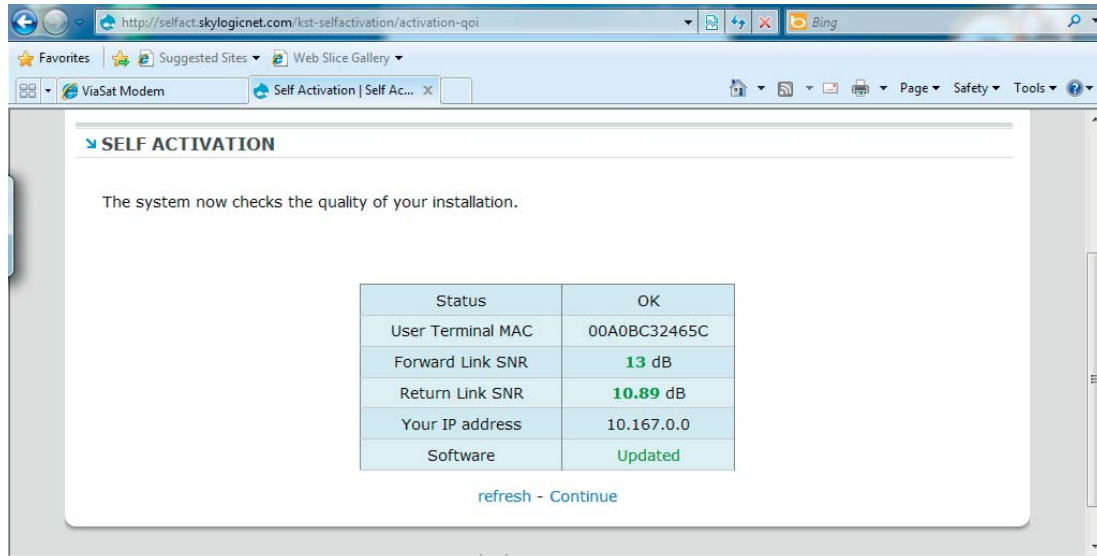 http://selfact.skylogicnet.com/kst-selfactivation/activation-qoi
Bing
Favorites Suggested Sites Web Slice Gallery
ViaSat Modem Self Activation | Self Ac... X Page Safety Tools
SELF ACTIVATION
The system now checks the quality of your installation.
Status OK
User Terminal MAC 00A0BC32465C
Forward Link SNR 13 dB
Return Link SNR 10.89 dB
Your IP address 10.167.0.0
Software Updated
refresh - Continue